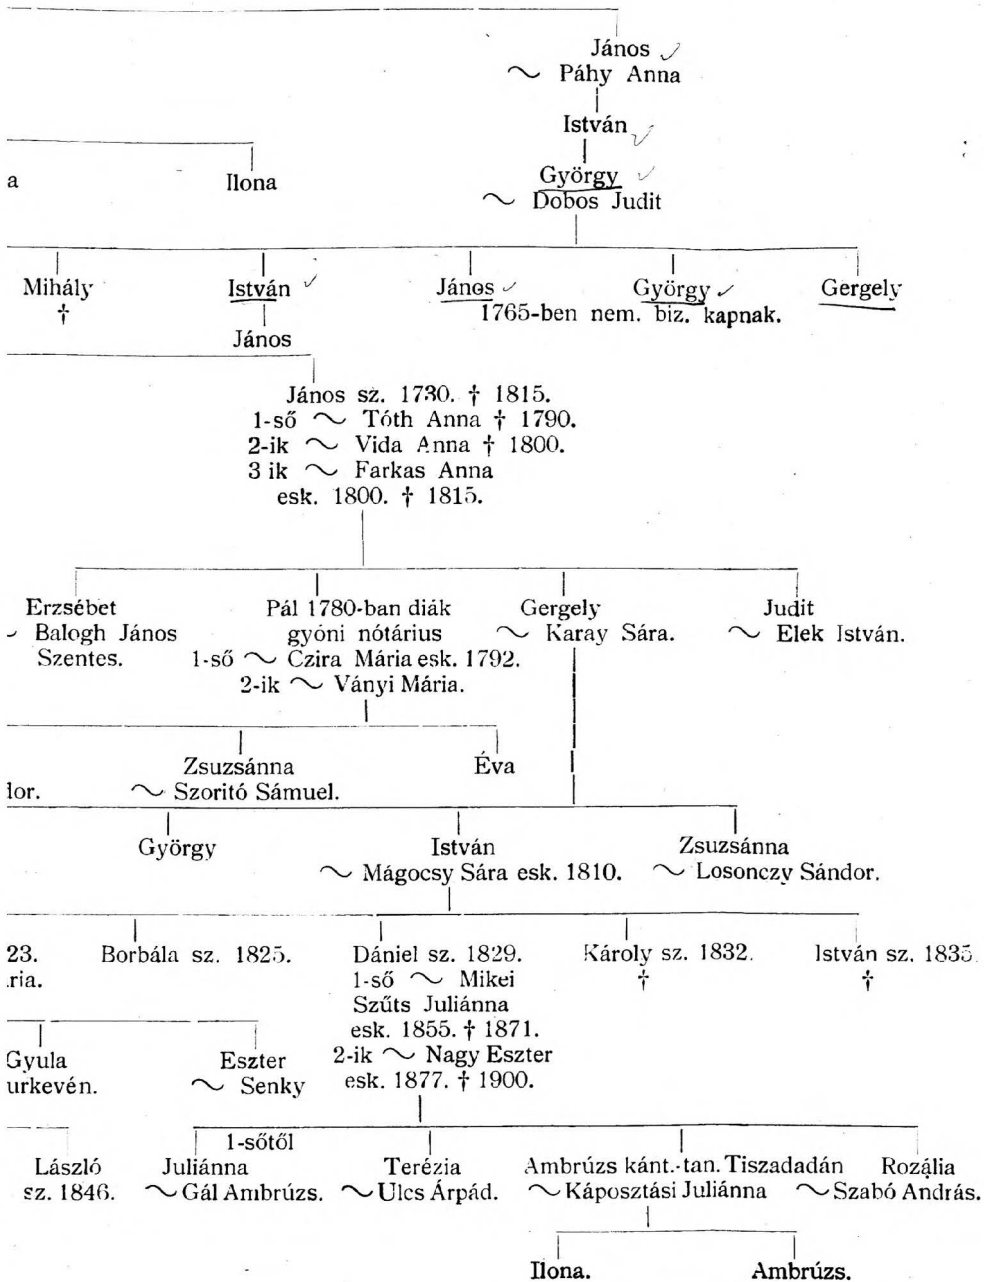 János
~ Páhy Anna
István
a Ilona György
~ Dobos Judit
Mihály István János György Gergely
† 1765-ben nem. biz. kapnak.
János
János sz. 1730. † 1815.
1-ső ~ Tóth Anna † 1790.
2-ik ~ Vida Anna † 1800.
3 ik ~ Farkas Anna
esk. 1800. † 1815.
Erzsébet Pál 1780-ban diák Gergely Judit
~ Balogh János gyóni nótárius ~ Karay Sára. ~ Elek István.
Szentes. 1-ső ~ Czira Mária esk. 1792.
2-ik ~ Ványi Mária.
Zsuzsánna Éva
lor. ~ Szoritó Sámuel.
György István Zsuzsánna
~ Mágocsy Sára esk. 1810. ~ Losonczy Sándor.
23. Borbála sz. 1825. Dániel sz. 1829. Károly sz. 1832. István sz. 1835.
ria. 1-ső ~ Mikei † †
Szűts Juliánna
esk. 1855. † 1871.
Gyula Eszter 2-ik ~ Nagy Eszter
urkevén. ~ Senky esk. 1877. † 1900.
1-sőtől
László Juliánna Terézia Ambrúzs kánt.-tan. Tiszadadán Rozália
sz. 1846. ~ Gál Ambrúzs. ~ Ulcs Árpád. ~ Káposztási Juliánna ~ Szabó András.
Ilona. Ambrúzs.